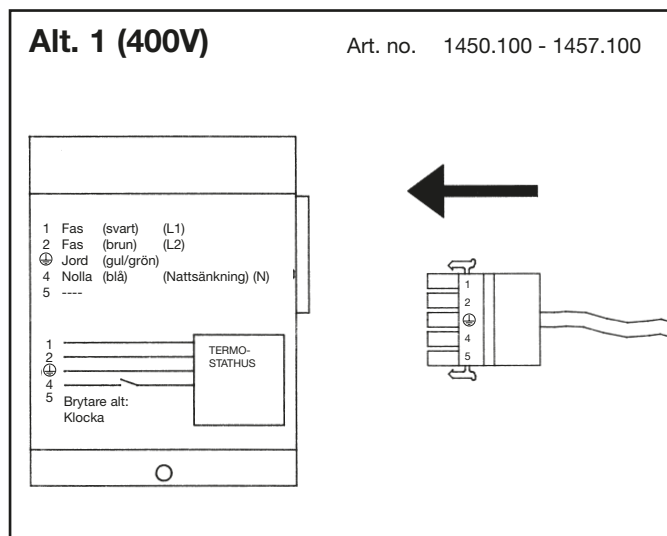 Alt. 1 (400V) Art. no. 1450.100 - 1457.100
1 Fas (svart) (L1)
2 Fas (brun) (L2)
⏚ Jord (gul/grön)
4 Nolla (blå) (Nattsänkning) (N)
5 ----
1
2
⏚
4
5 Brytare alt:
Klocka
TERMO-
STATHUS
1
2
⏚
4
5